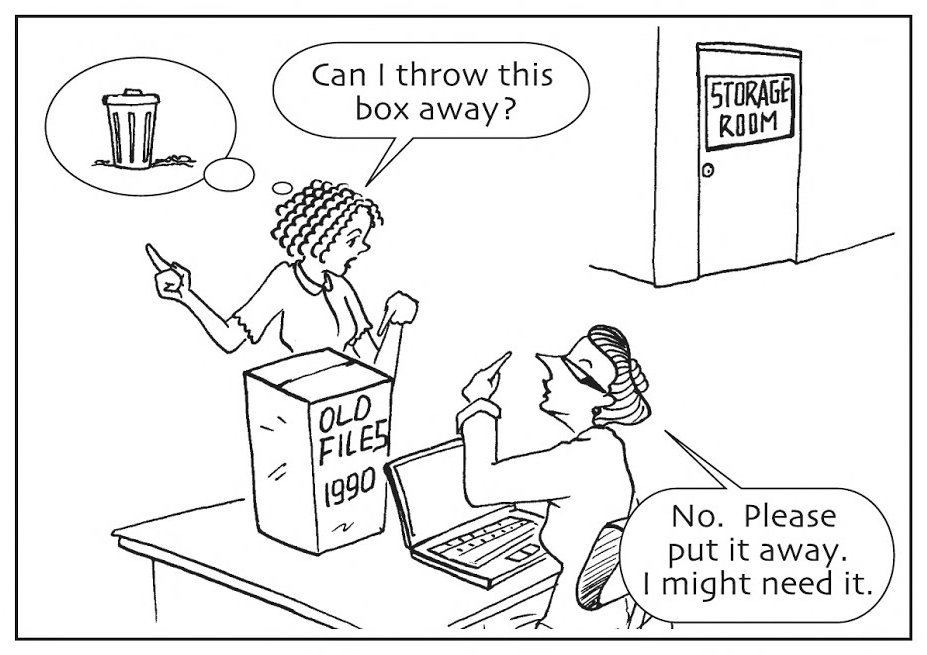 Can I throw this
box away?
STORAGE
ROOM
OLD
FILES
1990
No. Please
put it away.
I might need it.